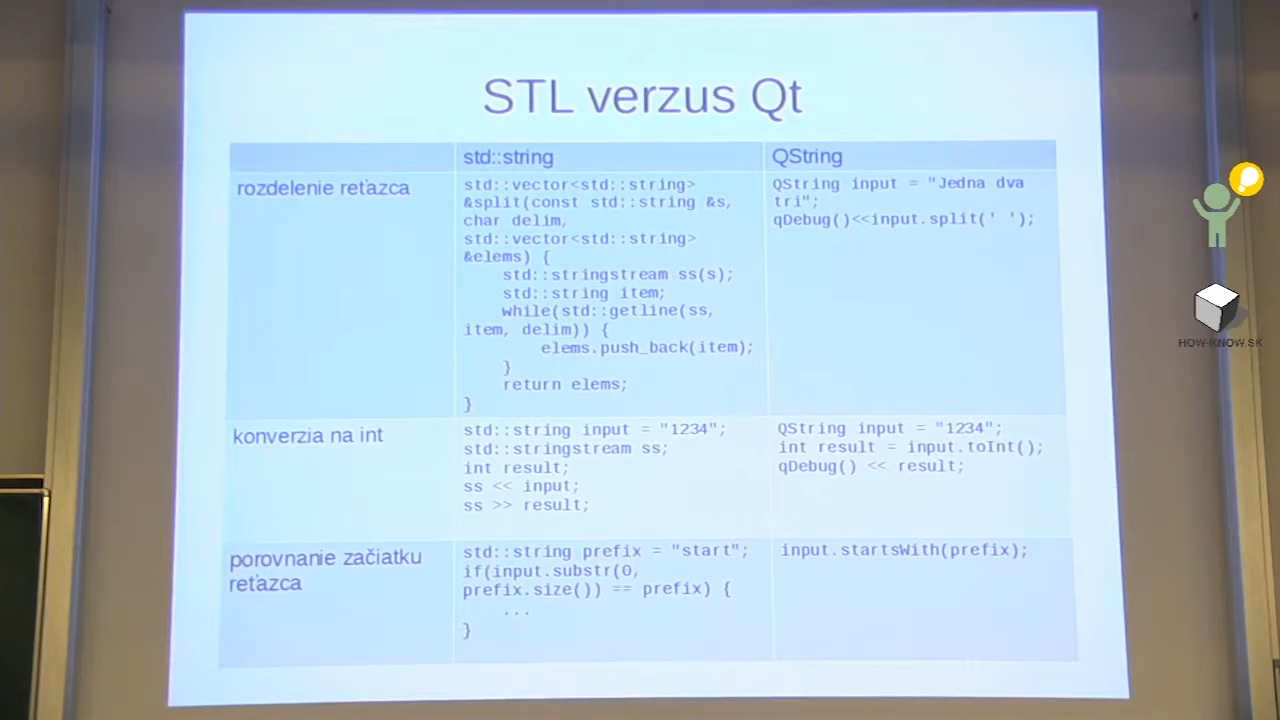 STL verzus Qt
std::string
QString
rozdelenie reťazca
std::vector<std::string>
&split(const std::string &s,
char delim,
std::vector<std::string>
&elems) {
std::stringstream ss(s);
std::string item;
while(std::getline(ss,
item, delim)) {
elems.push_back(item);
}
return elems;
}
QString input = "Jedna dva
tri";
qDebug()<<input.split(' ');
konverzia na int
std::string input = "1234";
std::stringstream ss;
int result;
ss << input;
ss >> result;
QString input = "1234";
int result = input.toInt();
qDebug() << result;
porovnanie začiatku
reťazca
std::string prefix = "start";
if(input.substr(0,
prefix.size()) == prefix) {
...
}
input.startsWith(prefix);
HOW-KNOW.SK